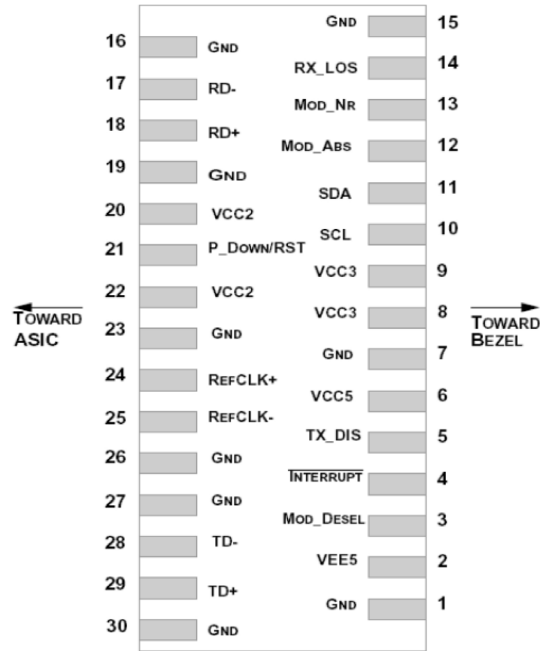 15 GND
16 GND
14 RX_LOS
17 RD-
13 MOD_NR
18 RD+
12 MOD_ABS
19 GND
11 SDA
20 VCC2
10 SCL
21 P_DOWN/RST
9 VCC3
22 VCC2
8 VCC3
TOWARD
ASIC
TOWARD
BEZEL
23 GND
7 GND
24 REFCLK+
6 VCC5
25 REFCLK-
5 TX_DIS
26 GND
4 INTERRUPT
27 GND
3 MOD_DESEL
28 TD-
2 VEE5
29 TD+
1 GND
30 GND